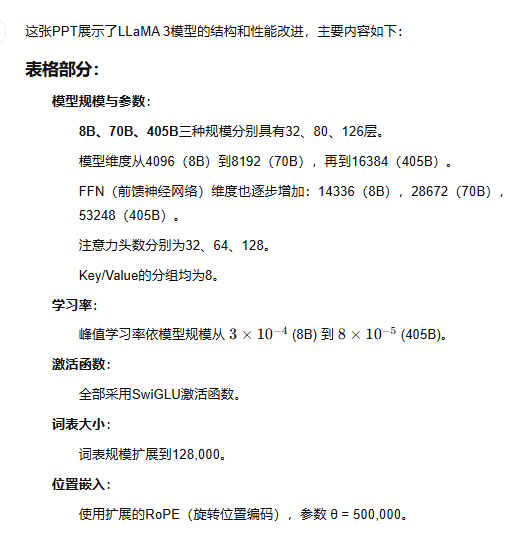 这张PPT展示了LLaMA 3模型的结构和性能改进，主要内容如下：
表格部分：
模型规模与参数：
8B、70B、405B三种规模分别具有32、80、126层。
模型维度从4096（8B）到8192（70B），再到16384（405B）。
FFN（前馈神经网络）维度也逐步增加：14336（8B），28672（70B），
53248（405B）。
注意力头数分别为32、64、128。
Key/Value的分组均为8。
学习率：
峰值学习率依模型规模从 3 × 10⁻⁴ (8B) 到 8 × 10⁻⁵ (405B)。
激活函数：
全部采用SwiGLU激活函数。
词表大小：
词表规模扩展到128,000。
位置嵌入：
使用扩展的RoPE（旋转位置编码），参数 θ = 500,000。